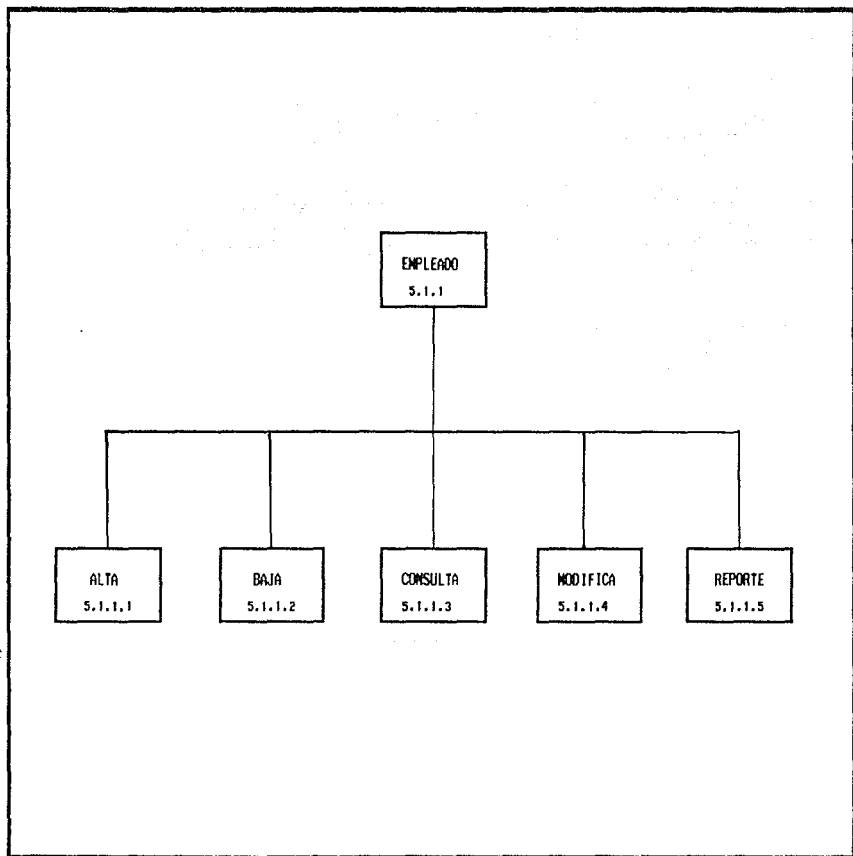 EMPLEADO
5.1.1
ALTA
5.1.1.1
BAJA
5.1.1.2
CONSULTA
5.1.1.3
MODIFICA
5.1.1.4
REPORTE
5.1.1.5